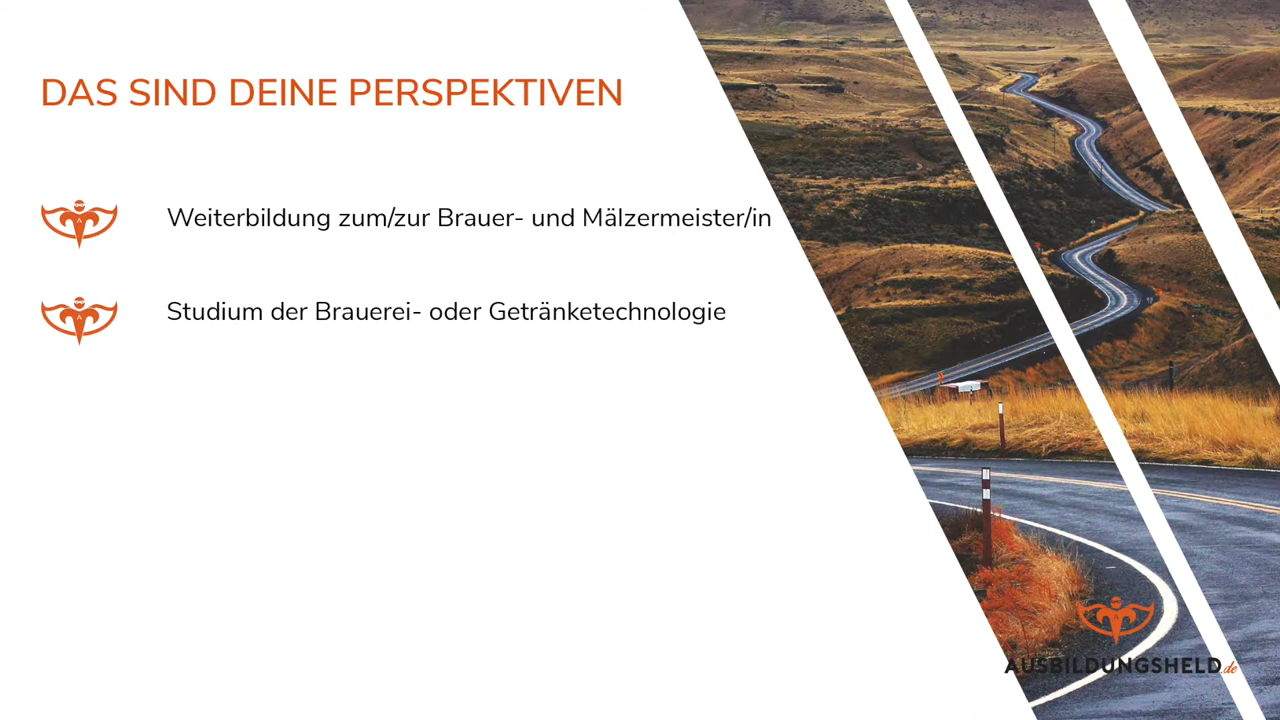 DAS SIND DEINE PERSPEKTIVEN
Weiterbildung zum/zur Brauer- und Mälzermeister/in
Studium der Brauerei- oder Getränketechnologie
AUSBILDUNGSHELD.de